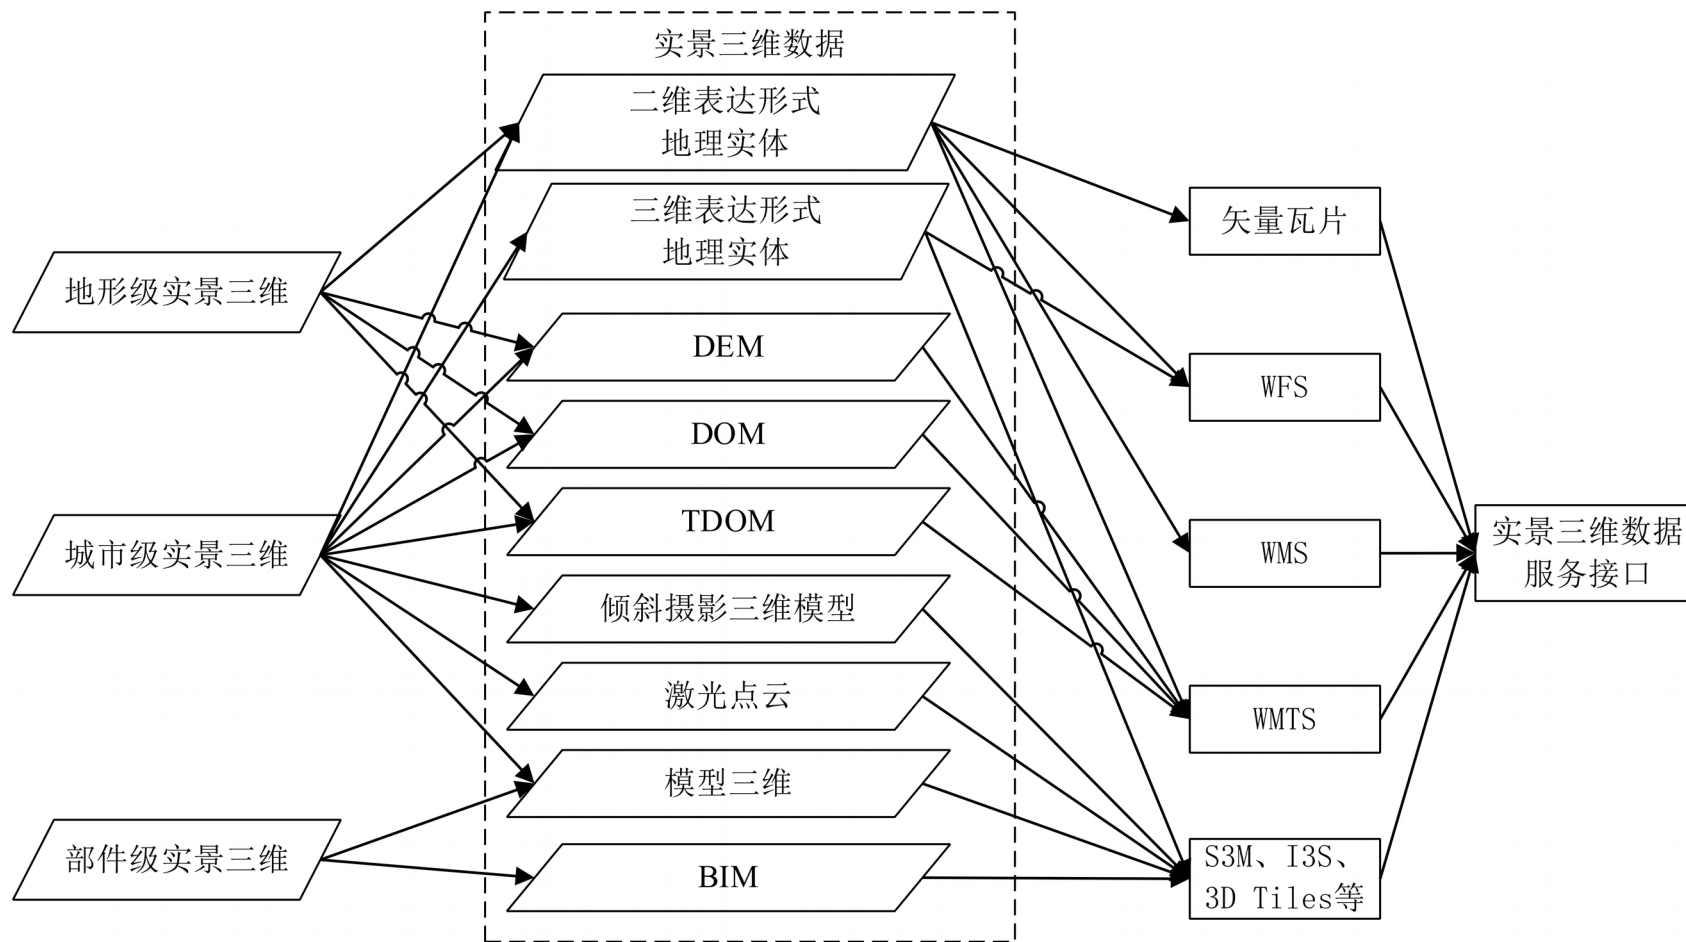 实景三维数据
二维表达形式
地理实体
三维表达形式
地理实体
地形级实景三维
城市级实景三维
部件级实景三维
DEM
DOM
TDOM
倾斜摄影三维模型
激光点云
模型三维
BIM
矢量瓦片
WFS
WMS
WMTS
S3M、I3S、
3D Tiles等
实景三维数据
服务接口